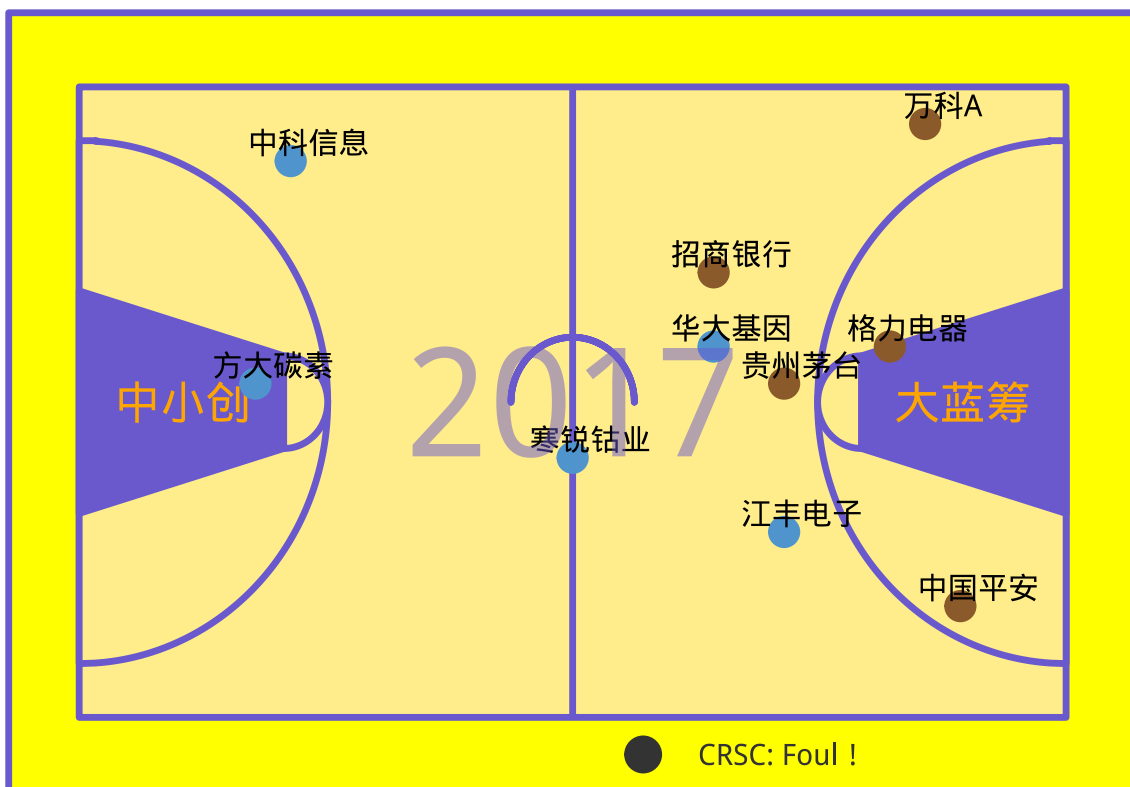 万科A
中科信息
招商银行
华大基因
格力电器
方大碳素
贵州茅台
中小创
2017
大蓝筹
寒锐钴业
江丰电子
中国平安
CRSC: Foul !